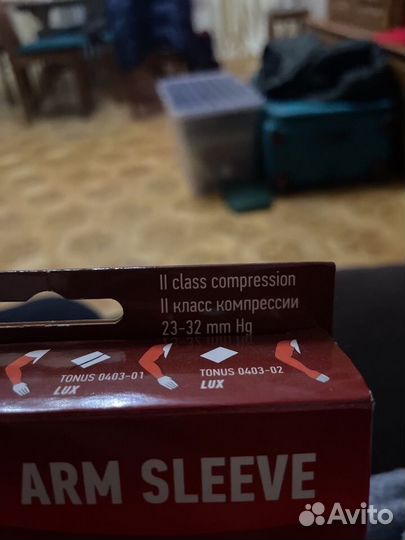 II class compression
II класс компрессии
23-32 mm Hg
TONUS 0403-01 TONUS 0403-02
LUX LUX
ARM SLEEVE
Avito